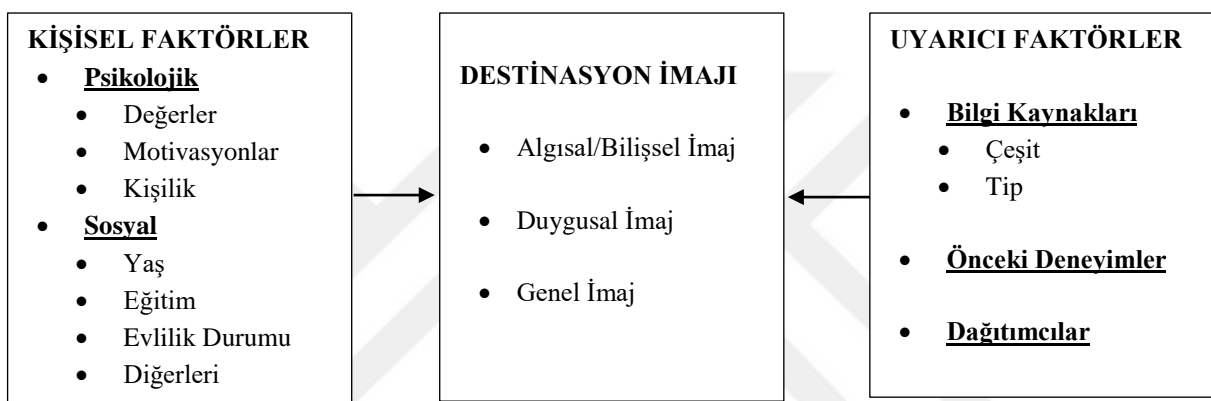 KİŞİSEL FAKTÖRLER
Psikolojik
Değerler
Motivasyonlar
Kişilik
Sosyal
Yaş
Eğitim
Evlilik Durumu
Diğerleri
DESTİNASYON İMAJI
Algısal/Bilişsel İmaj
Duygusal İmaj
Genel İmaj
UYARICI FAKTÖRLER
Bilgi Kaynakları
Çeşit
Tip
Önceki Deneyimler
Dağıtımcılar